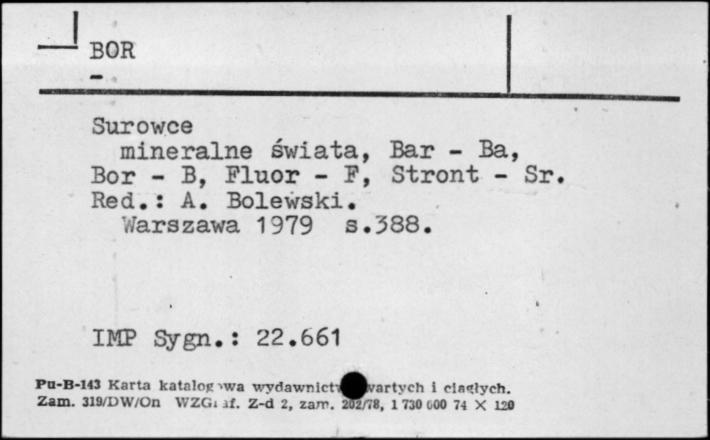 BOR
-
Surowce
mineralne świata, Bar - Ba,
Bor - B, Fluor - F, Stront - Sr.
Red.: A. Bolewski.
Warszawa 1979 s.388.
IMP Sygn.: 22.661
Pu-B-143 Karta katalogowa wydawnictw zwartych i ciągłych.
Zam. 319/DW/On WZGraf. Z-d 2, zam. 202/78, 1 730 000 74 X 120